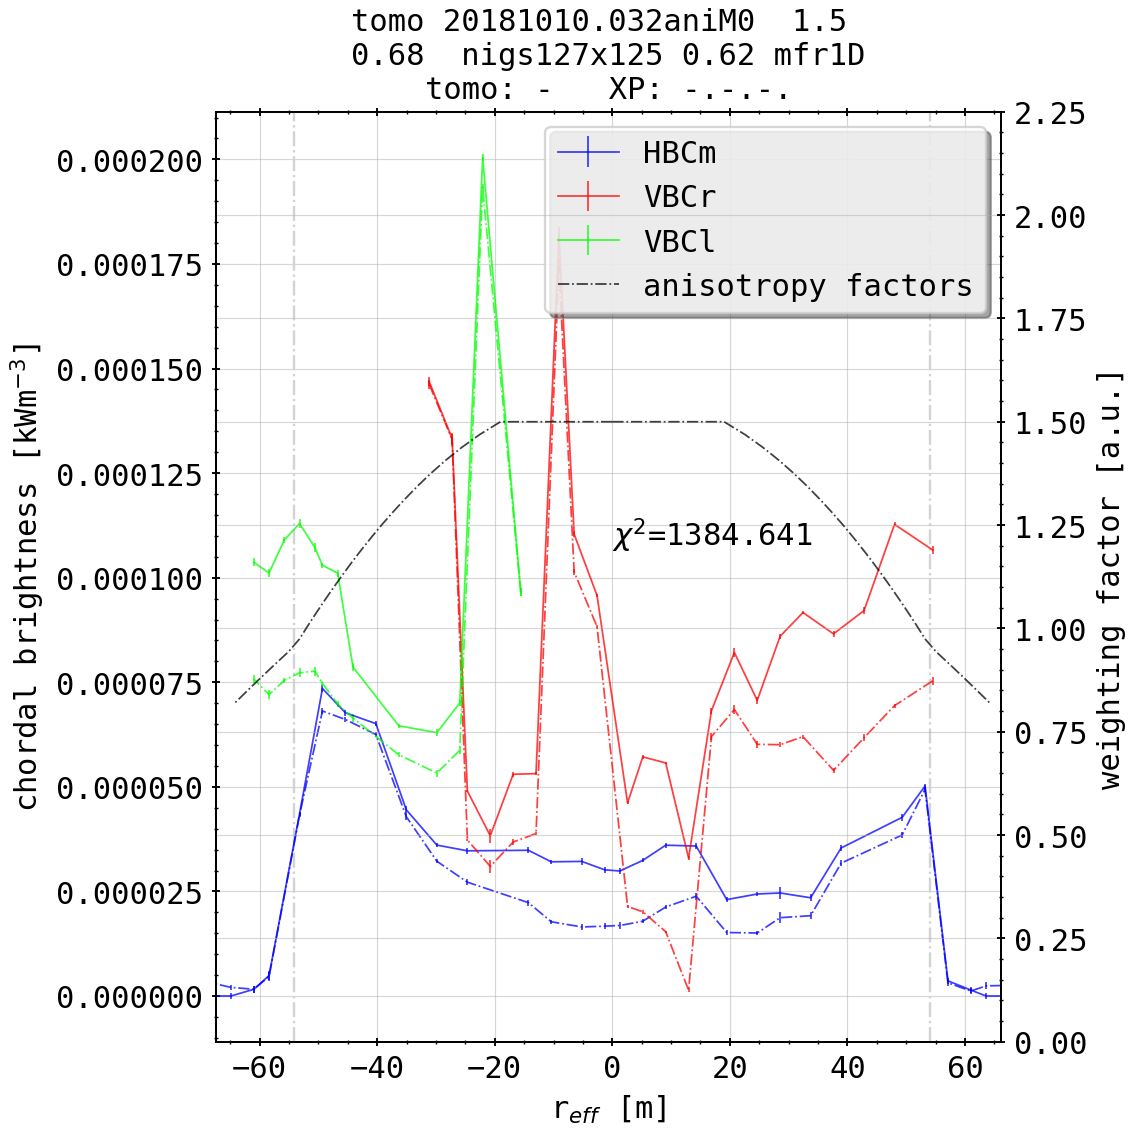 tomo 20181010.032aniM0  1.5
0.68  nigs127x125 0.62 mfr1D
tomo: -   XP: -.-.-.
HBCm
VBCr
VBCl
anisotropy factors
χ²=1384.641
chordal brightness [kWm⁻³]
0.000200
0.000175
0.000150
0.000125
0.000100
0.000075
0.000050
0.000025
0.000000
weighting factor [a.u.]
2.25
2.00
1.75
1.50
1.25
1.00
0.75
0.50
0.25
0.00
−60 −40 −20 0 20 40 60
r_eff [m]